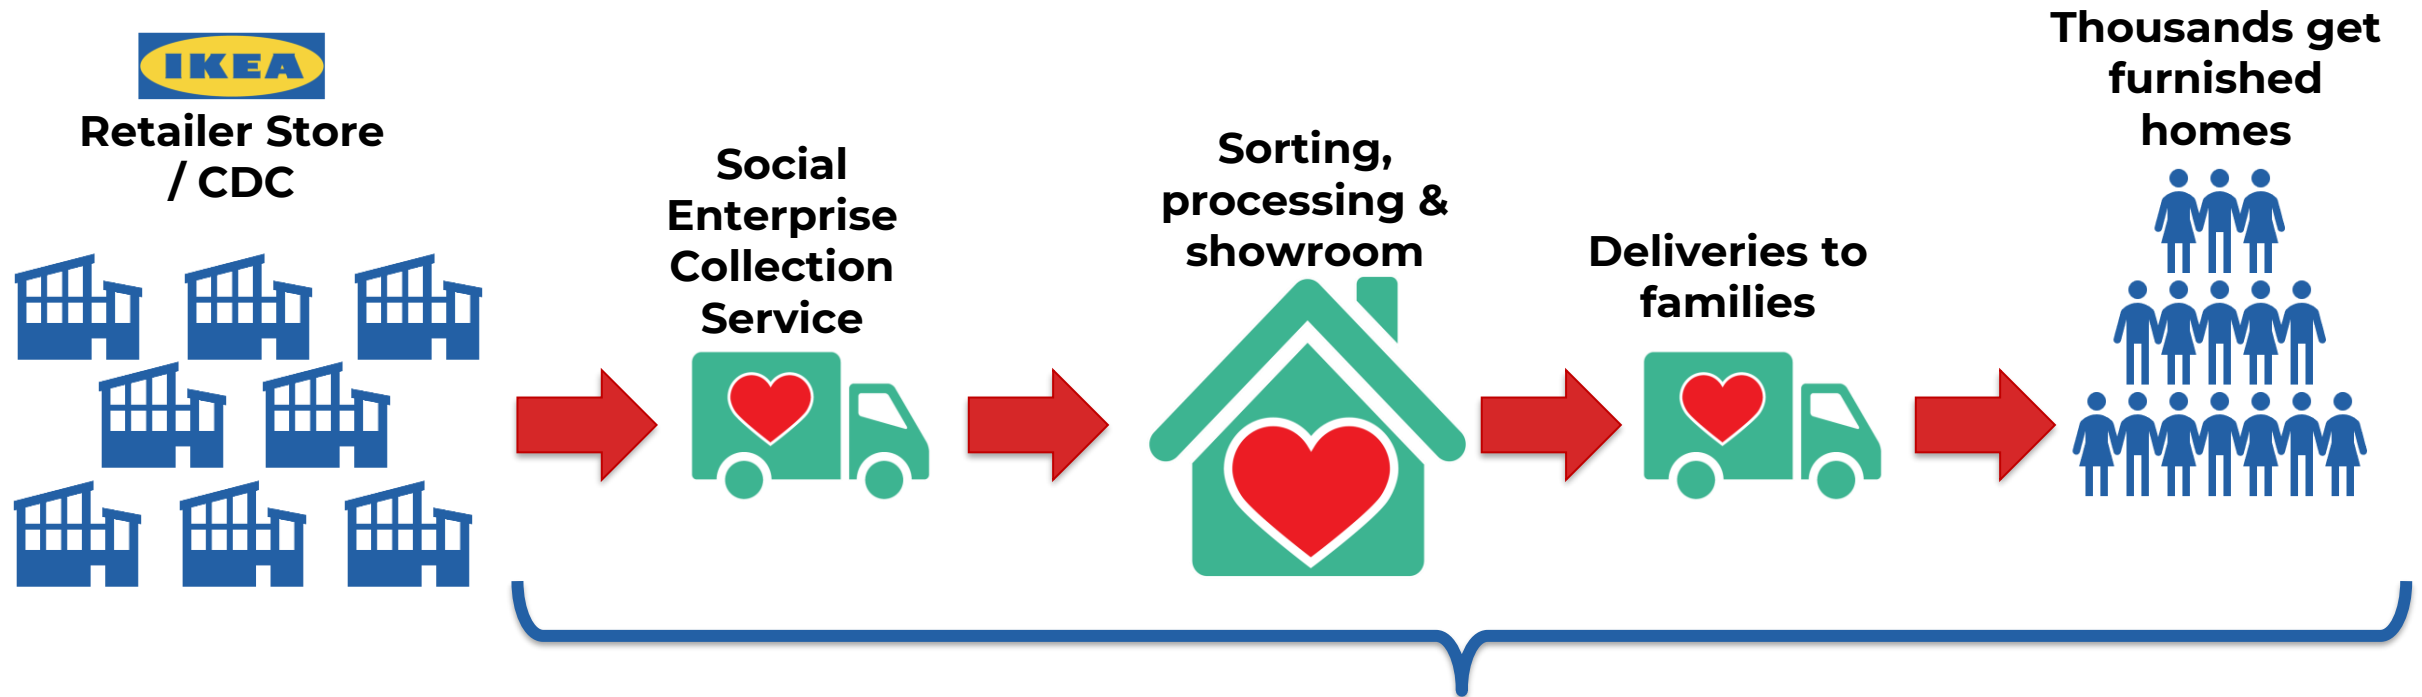 IKEA
Retailer Store
/ CDC
Social
Enterprise
Collection
Service
Sorting,
processing &
showroom
Deliveries to
families
Thousands get
furnished
homes